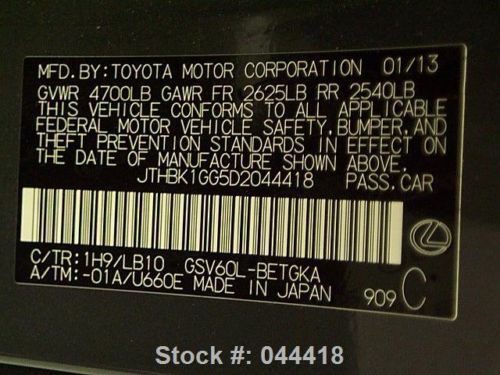 MFD. BY: TOYOTA MOTOR CORPORATION 01/13
GVWR 4700LB GAWR FR 2625LB RR 2540LB
THIS VEHICLE CONFORMS TO ALL APPLICABLE
FEDERAL MOTOR VEHICLE SAFETY, BUMPER, AND
THEFT PREVENTION STANDARDS IN EFFECT ON
THE DATE OF MANUFACTURE SHOWN ABOVE.
JTHBK1GG5D2044418 PASS. CAR
C/TR: 1H9/LB10 GSV60L-BETGKA
A/TM: -01A/U660E MADE IN JAPAN 909 C
Stock #: 044418